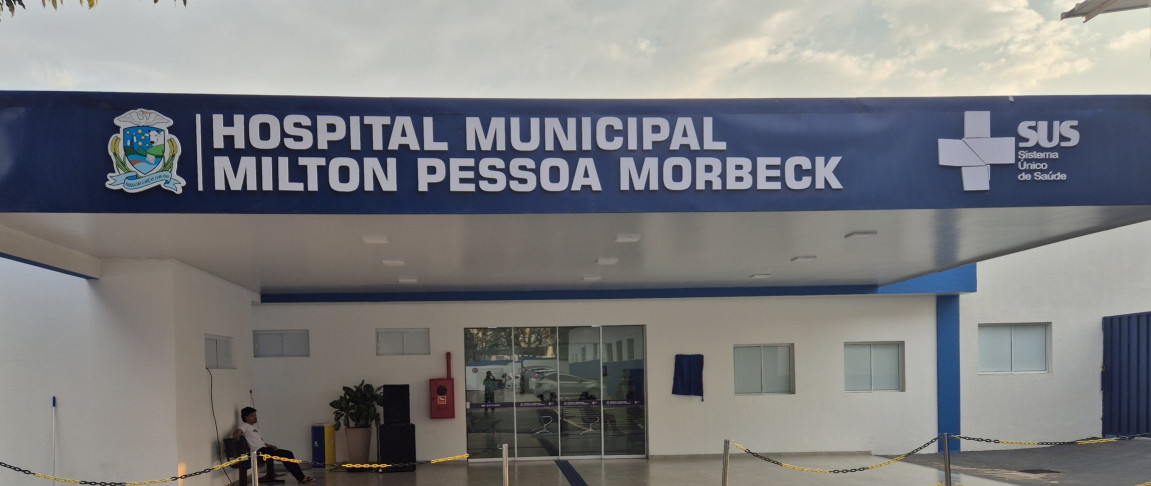 HOSPITAL MUNICIPAL
MILTON PESSOA MORBECK
SUS
Sistema
Único
de Saúde